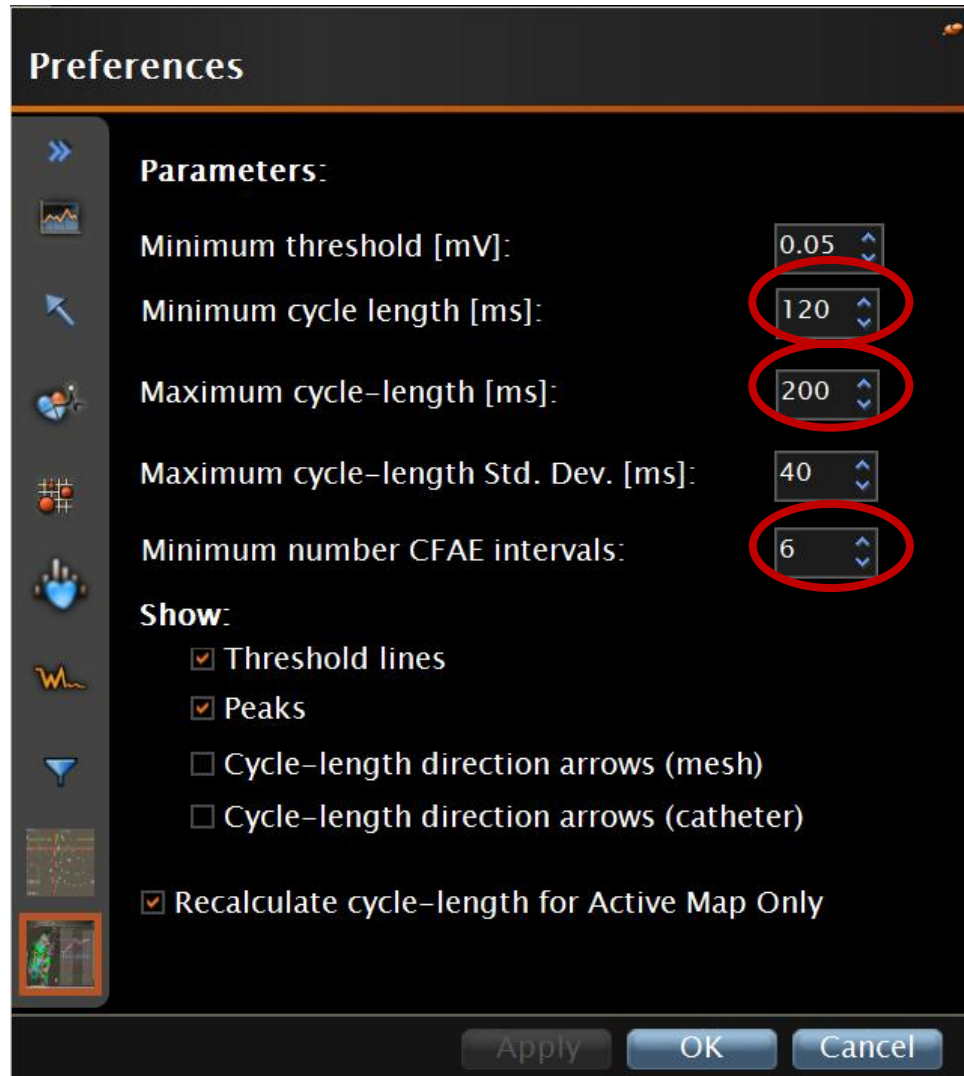 Preferences
Parameters:
Minimum threshold [mV]: 0.05
Minimum cycle length [ms]: 120
Maximum cycle-length [ms]: 200
Maximum cycle-length Std. Dev. [ms]: 40
Minimum number CFAE intervals: 6
Show:
Threshold lines
Peaks
Cycle-length direction arrows (mesh)
Cycle-length direction arrows (catheter)
Recalculate cycle-length for Active Map Only
Apply OK Cancel